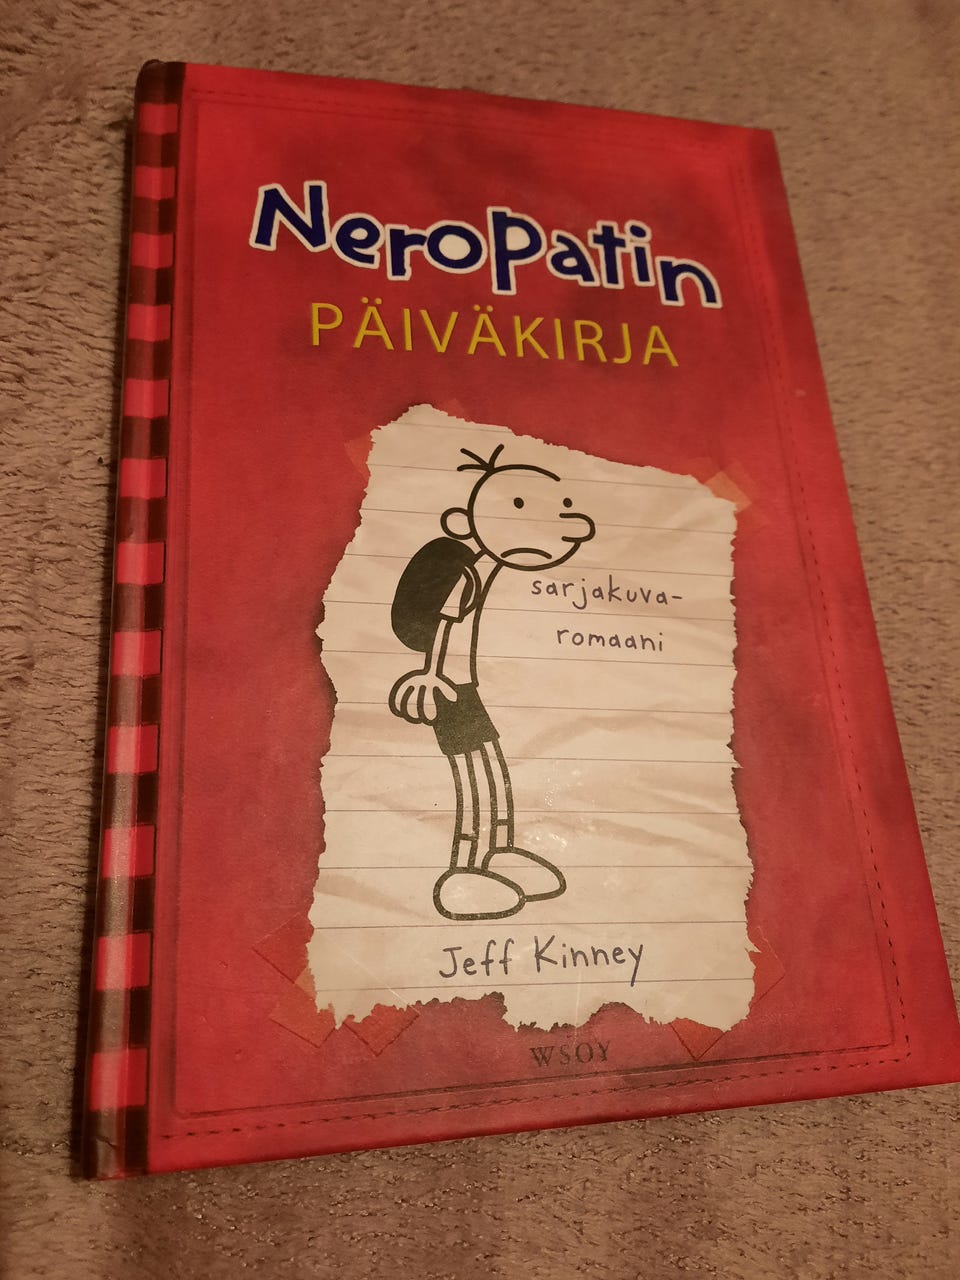 Neropatin
PÄIVÄKIRJA
sarjakuva-
romaani
Jeff Kinney
WSOY